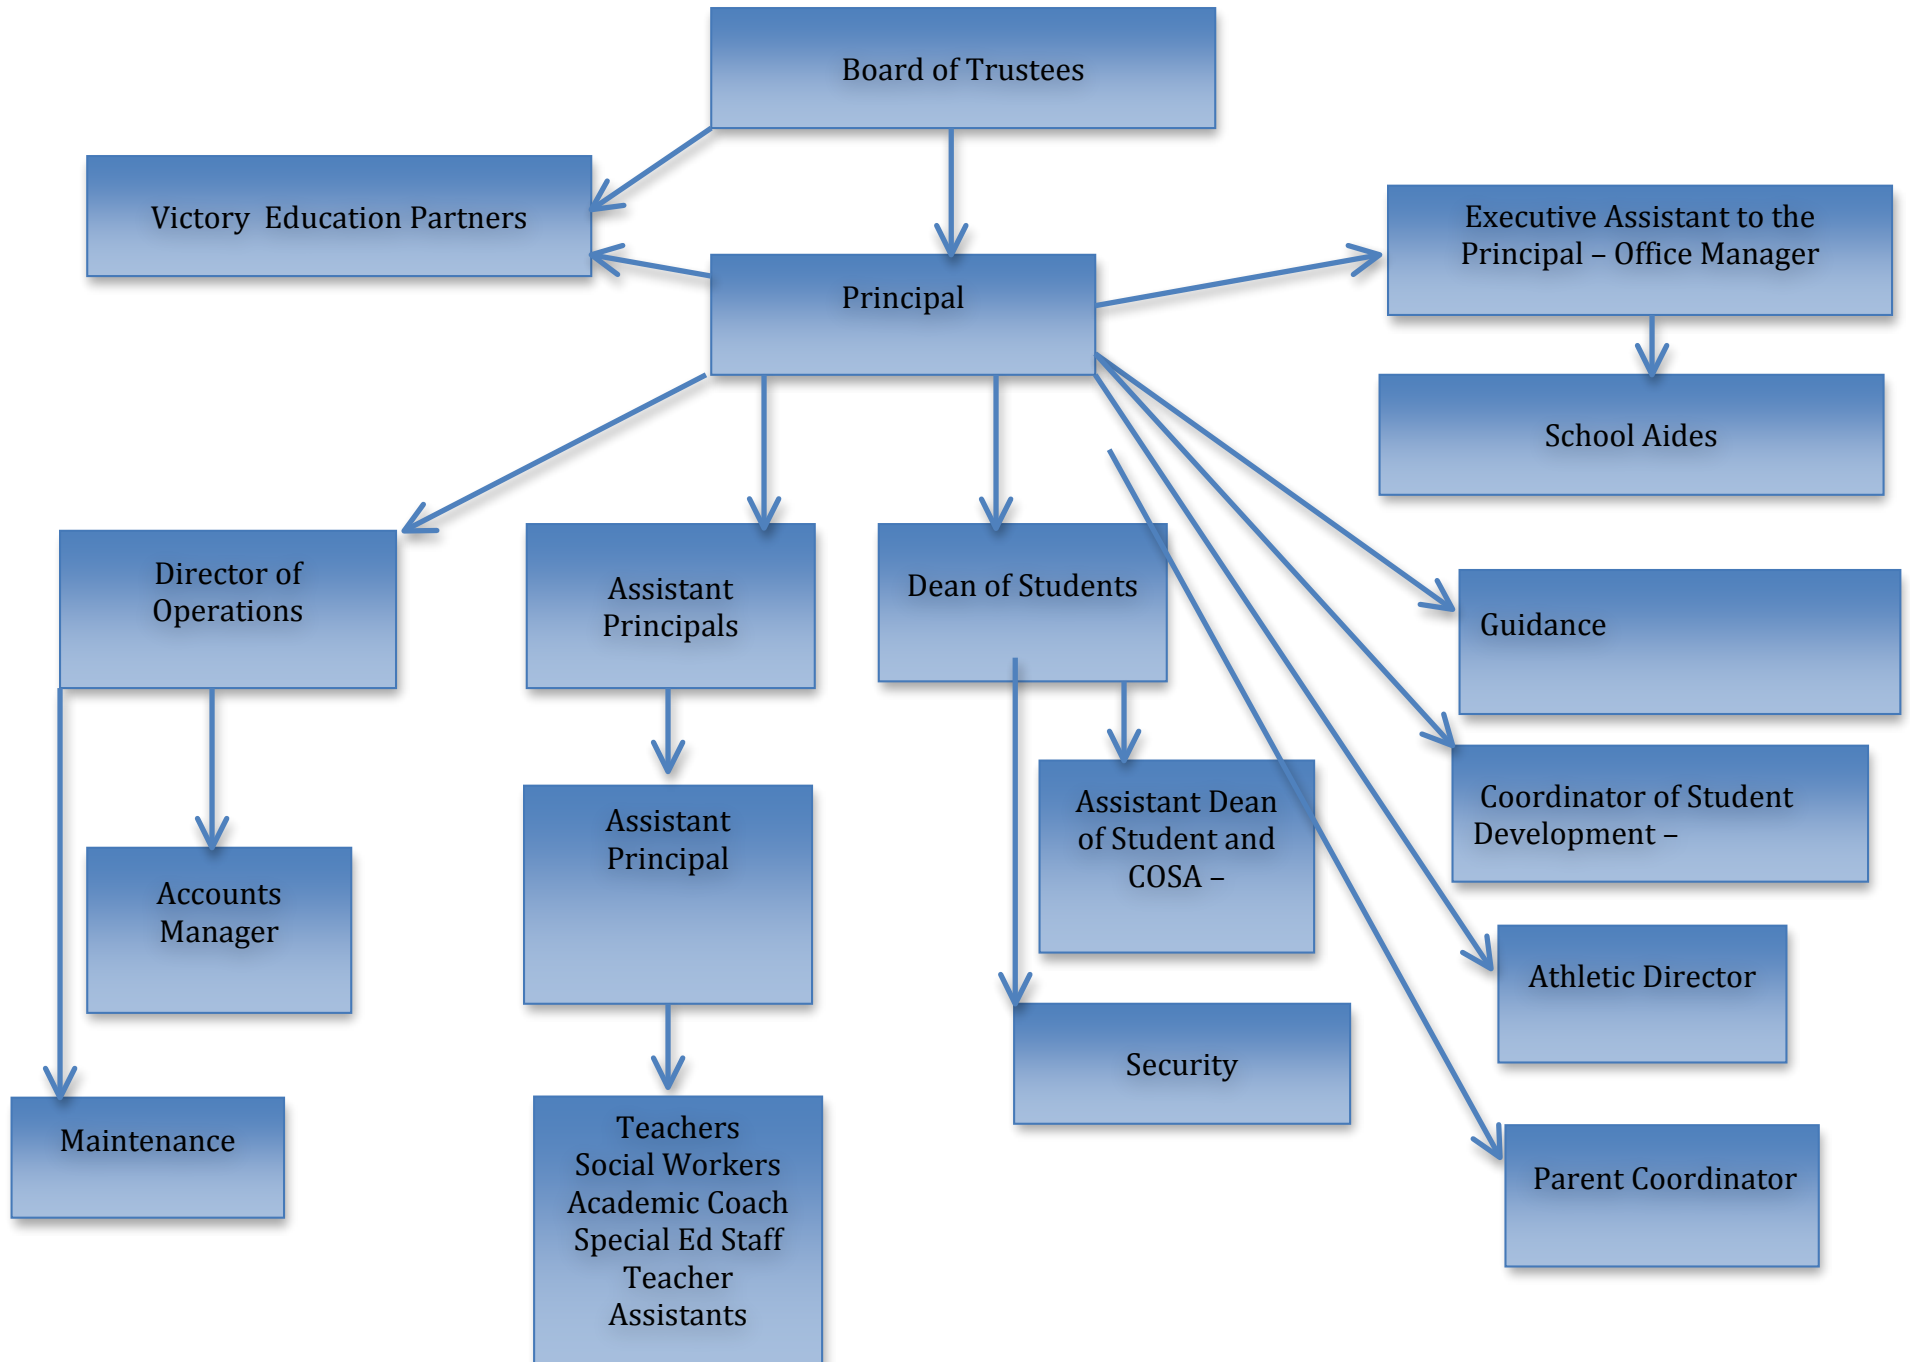 Board of Trustees
Victory  Education Partners
Executive Assistant to the
Principal – Office Manager
Principal
School Aides
Director of
Operations
Assistant
Principals
Dean of Students
Guidance
Assistant
Principal
Assistant Dean
of Student and
COSA –
Coordinator of Student
Development –
Accounts
Manager
Athletic Director
Security
Maintenance
Teachers
Social Workers
Academic Coach
Special Ed Staff
Teacher
Assistants
Parent Coordinator